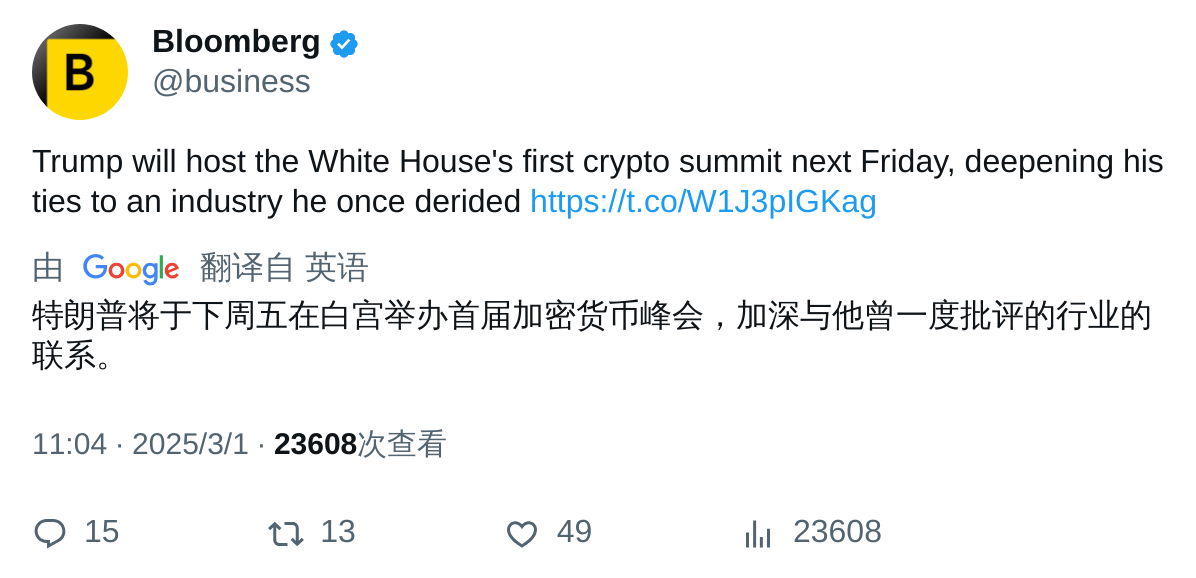 B
Bloomberg
@business
Trump will host the White House's first crypto summit next Friday, deepening his
ties to an industry he once derided https://t.co/W1J3pIGKag
由 Google 翻译自 英语
特朗普将于下周五在白宫举办首届加密货币峰会，加深与他曾一度批评的行业的
联系。
11:04 · 2025/3/1 · 23608次查看
15 13 49 23608